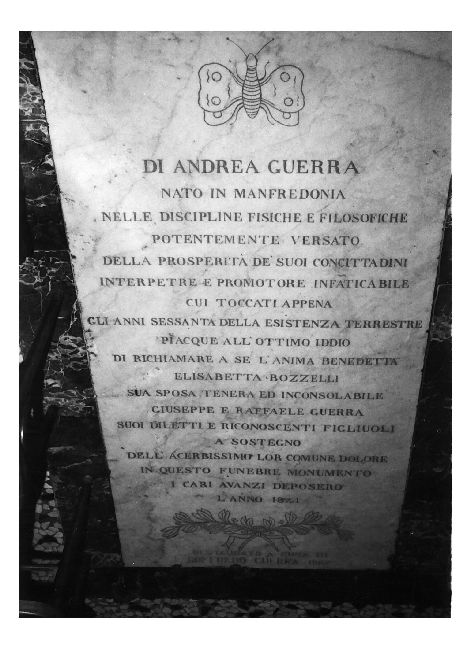 DI ANDREA GUERRA
NATO IN MANFREDONIA
NELLE DISCIPLINE FISICHE E FILOSOFICHE
POTENTEMENTE VERSATO
DELLA PROSPERITÀ DE' SUOI CONCITTADINI
INTERPETRE E PROMOTORE INFATICABILE
CUI TOCCATI APPENA
GLI ANNI SESSANTA DELLA ESISTENZA TERRESTRE
PIACQUE ALL' OTTIMO IDDIO
DI RICHIAMARE A SE L'ANIMA BENEDETTA
ELISABETTA BOZZELLI
SUA SPOSA TENERA ED INCONSOLABILE
GIUSEPPE E RAFFAELE GUERRA
SUOI DILETTI E RICONOSCENTI FIGLIUOLI
A SOSTEGNO
DELL' ACERBISSIMO LOR COMUNE DOLORE
IN QUESTO FUNEBRE MONUMENTO
I CARI AVANZI DEPOSERO
L'ANNO
RESTAURATO A CURA DI
GUERRA